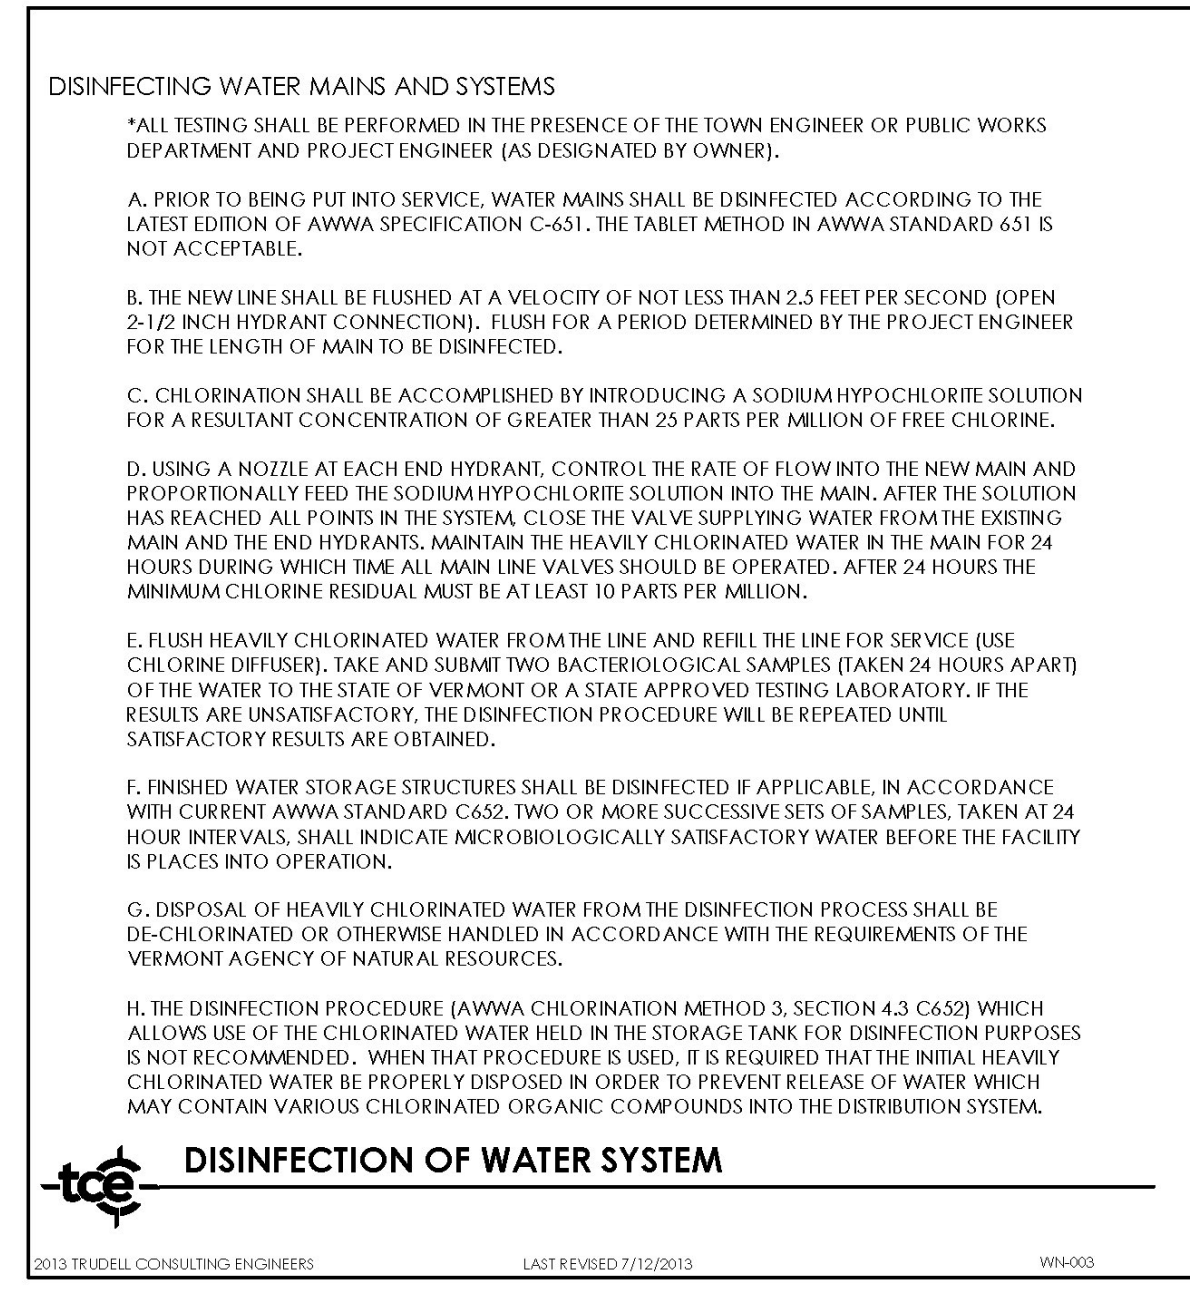 DISINFECTING WATER MAINS AND SYSTEMS
*ALL TESTING SHALL BE PERFORMED IN THE PRESENCE OF THE TOWN ENGINEER OR PUBLIC WORKS
DEPARTMENT AND PROJECT ENGINEER (AS DESIGNATED BY OWNER).
A. PRIOR TO BEING PUT INTO SERVICE, WATER MAINS SHALL BE DISINFECTED ACCORDING TO THE
LATEST EDITION OF AWWA SPECIFICATION C-651. THE TABLET METHOD IN AWWA STANDARD 651 IS
NOT ACCEPTABLE.
B. THE NEW LINE SHALL BE FLUSHED AT A VELOCITY OF NOT LESS THAN 2.5 FEET PER SECOND (OPEN
2-1/2 INCH HYDRANT CONNECTION). FLUSH FOR A PERIOD DETERMINED BY THE PROJECT ENGINEER
FOR THE LENGTH OF MAIN TO BE DISINFECTED.
C. CHLORINATION SHALL BE ACCOMPLISHED BY INTRODUCING A SODIUM HYPOCHLORITE SOLUTION
FOR A RESULTANT CONCENTRATION OF GREATER THAN 25 PARTS PER MILLION OF FREE CHLORINE.
D. USING A NOZZLE AT EACH END HYDRANT, CONTROL THE RATE OF FLOW INTO THE NEW MAIN AND
PROPORTIONALLY FEED THE SODIUM HYPOCHLORITE SOLUTION INTO THE MAIN. AFTER THE SOLUTION
HAS REACHED ALL POINTS IN THE SYSTEM, CLOSE THE VALVE SUPPLYING WATER FROM THE EXISTING
MAIN AND THE END HYDRANTS. MAINTAIN THE HEAVILY CHLORINATED WATER IN THE MAIN FOR 24
HOURS DURING WHICH TIME ALL MAIN LINE VALVES SHOULD BE OPERATED. AFTER 24 HOURS THE
MINIMUM CHLORINE RESIDUAL MUST BE AT LEAST 10 PARTS PER MILLION.
E. FLUSH HEAVILY CHLORINATED WATER FROM THE LINE AND REFILL THE LINE FOR SERVICE (USE
CHLORINE DIFFUSER). TAKE AND SUBMIT TWO BACTERIOLOGICAL SAMPLES (TAKEN 24 HOURS APART)
OF THE WATER TO THE STATE OF VERMONT OR A STATE APPROVED TESTING LABORATORY. IF THE
RESULTS ARE UNSATISFACTORY, THE DISINFECTION PROCEDURE WILL BE REPEATED UNTIL
SATISFACTORY RESULTS ARE OBTAINED.
F. FINISHED WATER STORAGE STRUCTURES SHALL BE DISINFECTED IF APPLICABLE, IN ACCORDANCE
WITH CURRENT AWWA STANDARD C652. TWO OR MORE SUCCESSIVE SETS OF SAMPLES, TAKEN AT 24
HOUR INTERVALS, SHALL INDICATE MICROBIOLOGICALLY SATISFACTORY WATER BEFORE THE FACILITY
IS PLACES INTO OPERATION.
G. DISPOSAL OF HEAVILY CHLORINATED WATER FROM THE DISINFECTION PROCESS SHALL BE
DE-CHLORINATED OR OTHERWISE HANDLED IN ACCORDANCE WITH THE REQUIREMENTS OF THE
VERMONT AGENCY OF NATURAL RESOURCES.
H. THE DISINFECTION PROCEDURE (AWWA CHLORINATION METHOD 3, SECTION 4.3 C652) WHICH
ALLOWS USE OF THE CHLORINATED WATER HELD IN THE STORAGE TANK FOR DISINFECTION PURPOSES
IS NOT RECOMMENDED. WHEN THAT PROCEDURE IS USED, IT IS REQUIRED THAT THE INITIAL HEAVILY
CHLORINATED WATER BE PROPERLY DISPOSED IN ORDER TO PREVENT RELEASE OF WATER WHICH
MAY CONTAIN VARIOUS CHLORINATED ORGANIC COMPOUNDS INTO THE DISTRIBUTION SYSTEM.
tce DISINFECTION OF WATER SYSTEM
2013 TRUDELL CONSULTING ENGINEERS LAST REVISED 7/12/2013 WN-003